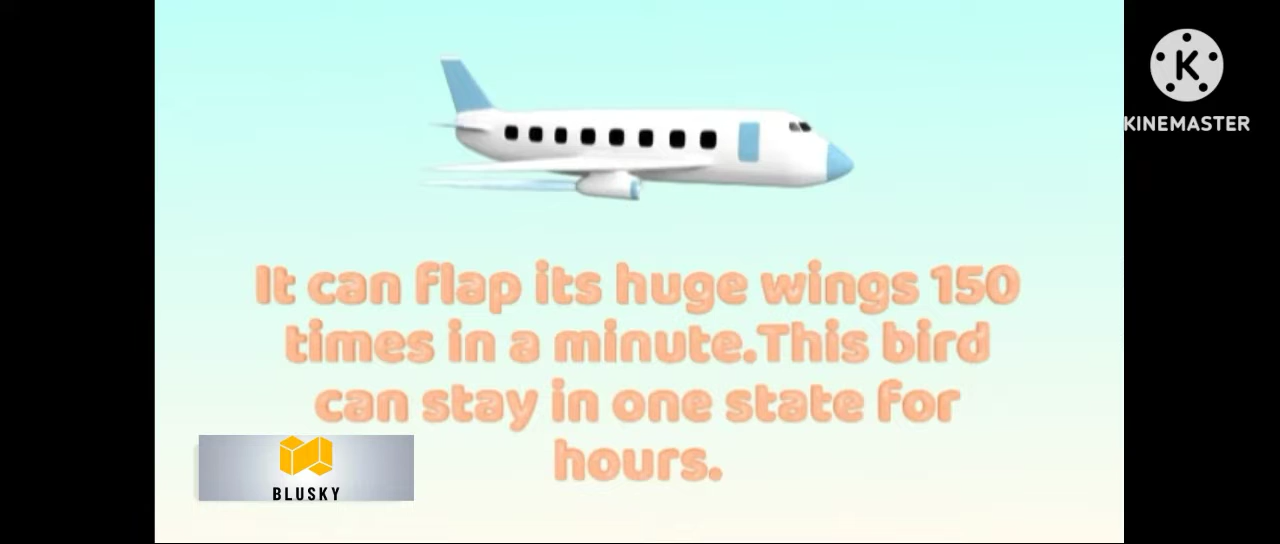 KINEMASTER
It can flap its huge wings 150
times in a minute.This bird
can stay in one state for
hours.
BLUSKY